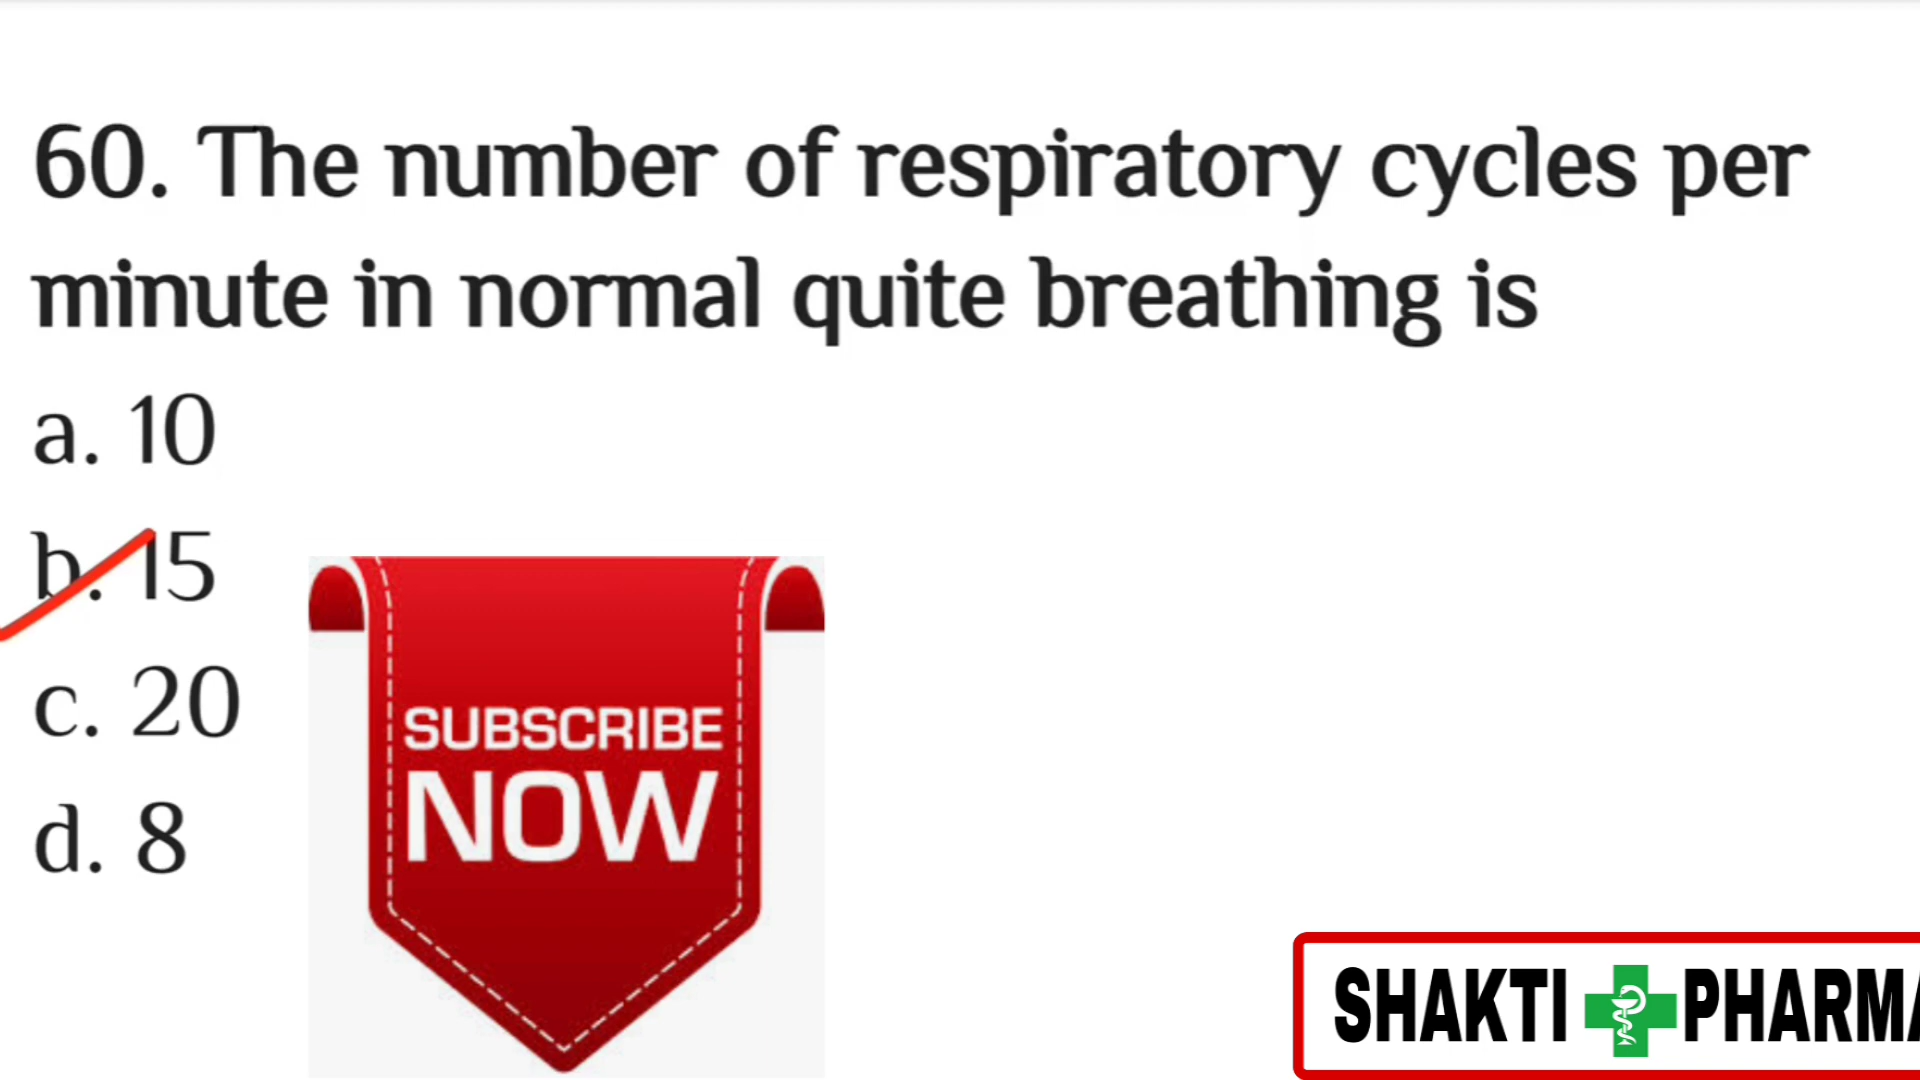 60. The number of respiratory cycles per
minute in normal quite breathing is
a. 10
b. 15
c. 20
d. 8
SUBSCRIBE
NOW
SHAKTI PHARMA